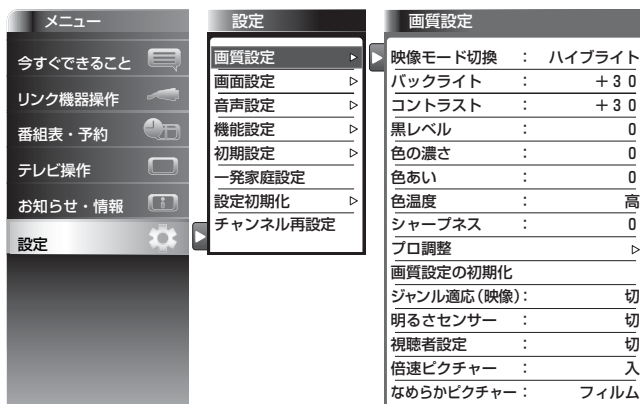 メニュー
今すぐできること
リンク機器操作
番組表・予約
テレビ操作
お知らせ・情報
設定
設定
画質設定
画面設定
音声設定
機能設定
初期設定
一発家庭設定
設定初期化
チャンネル再設定
画質設定
映像モード切換 : ハイブライト
バックライト : +30
コントラスト : +30
黒レベル : 0
色の濃さ : 0
色あい : 0
色温度 : 高
シャープネス : 0
プロ調整
画質設定の初期化
ジャンル適応(映像): 切
明るさセンサー : 切
視聴者設定 : 切
倍速ピクチャー : 入
なめらかピクチャー: フィルム